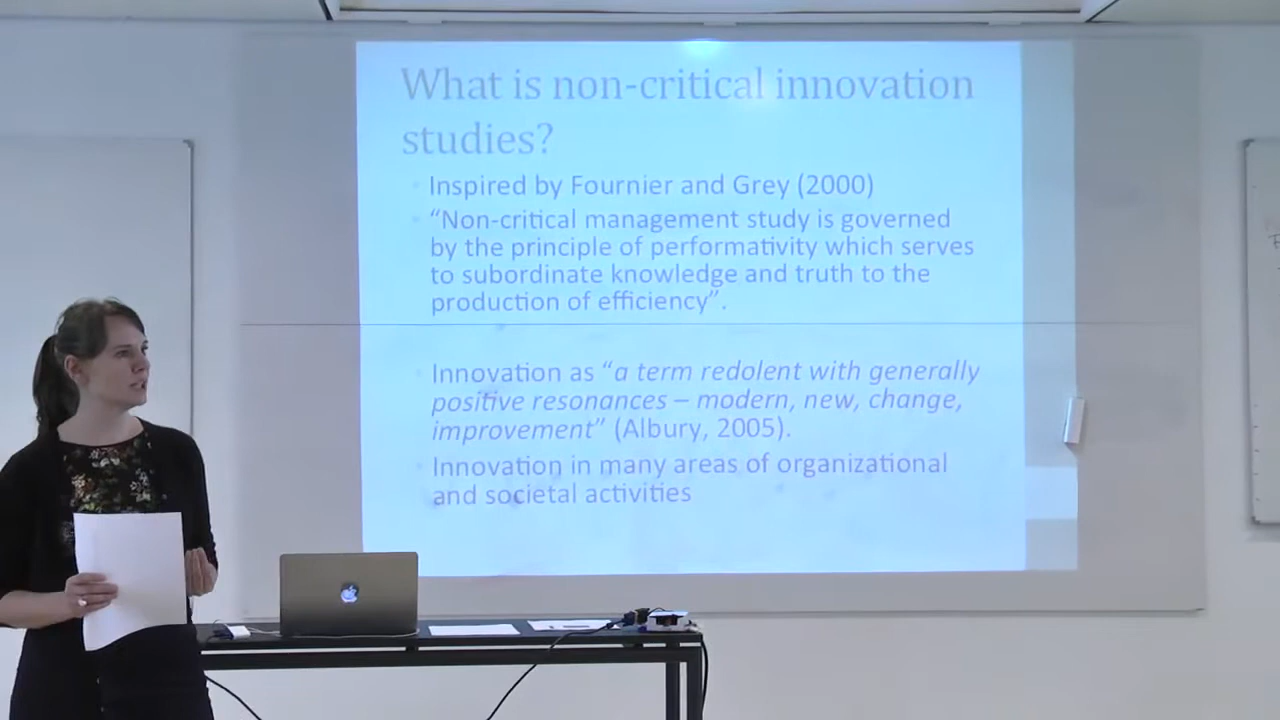 What is non-critical innovation
studies?
Inspired by Fournier and Grey (2000)
“Non-critical management study is governed
by the principle of performativity which serves
to subordinate knowledge and truth to the
production of efficiency”.
Innovation as “a term redolent with generally
positive resonances – modern, new, change,
improvement” (Albury, 2005).
Innovation in many areas of organizational
and societal activities